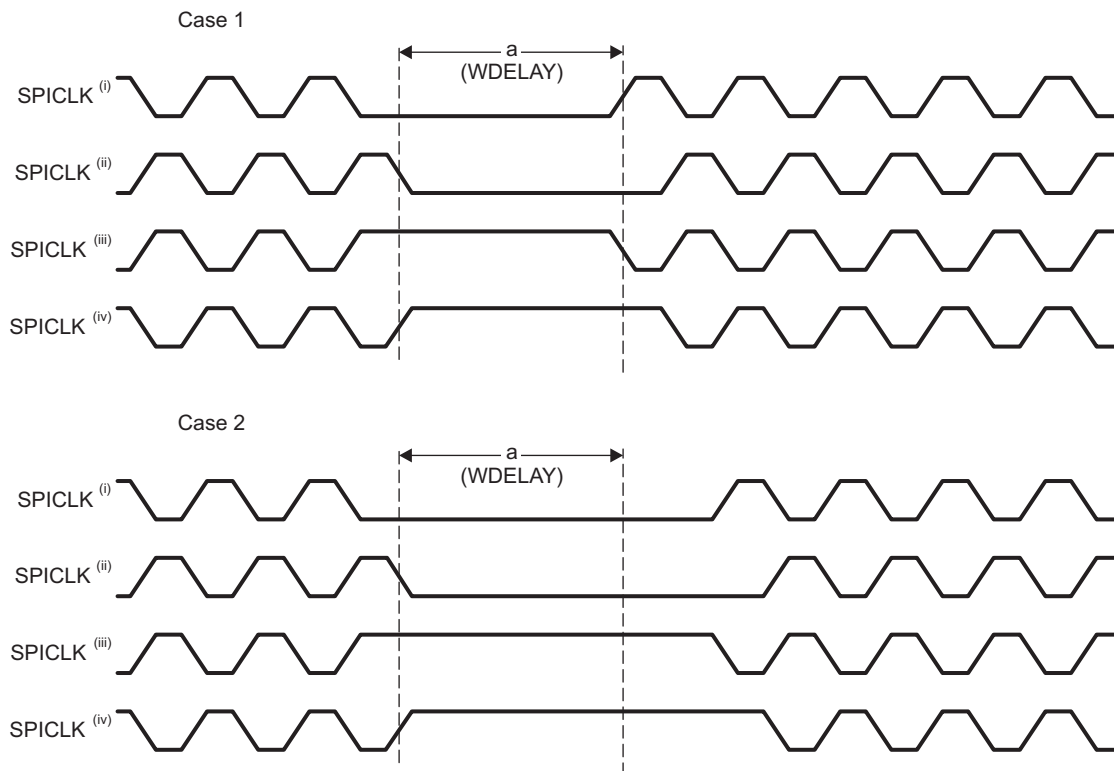 Case 1
a
(WDELAY)
SPICLK (i)
SPICLK (ii)
SPICLK (iii)
SPICLK (iv)
Case 2
a
(WDELAY)
SPICLK (i)
SPICLK (ii)
SPICLK (iii)
SPICLK (iv)